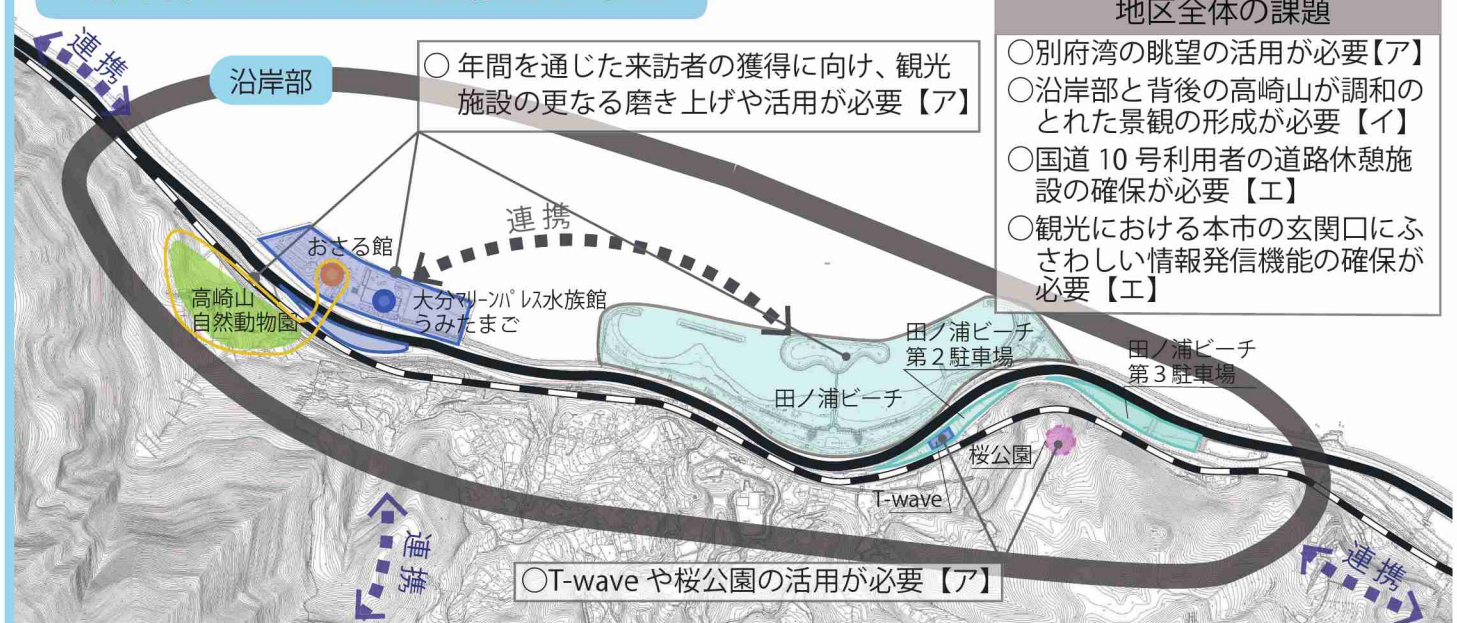 連携
沿岸部
○ 年間を通じた来訪者の獲得に向け、観光
施設の更なる磨き上げや活用が必要【ア】
地区全体の課題
○別府湾の眺望の活用が必要【ア】
○沿岸部と背後の高崎山が調和の
とれた景観の形成が必要【イ】
○国道 10 号利用者の道路休憩施
設の確保が必要【エ】
○観光における本市の玄関口にふ
さわしい情報発信機能の確保が
必要【エ】
連携
おさる館
高崎山
自然動物園
大分ﾏﾘｰﾝﾊﾟﾚｽ水族館
うみたまご
田ノ浦ビーチ
田ノ浦ビーチ
第２駐車場
田ノ浦ビーチ
第３駐車場
桜公園
T-wave
連携
○T-wave や桜公園の活用が必要【ア】
連携